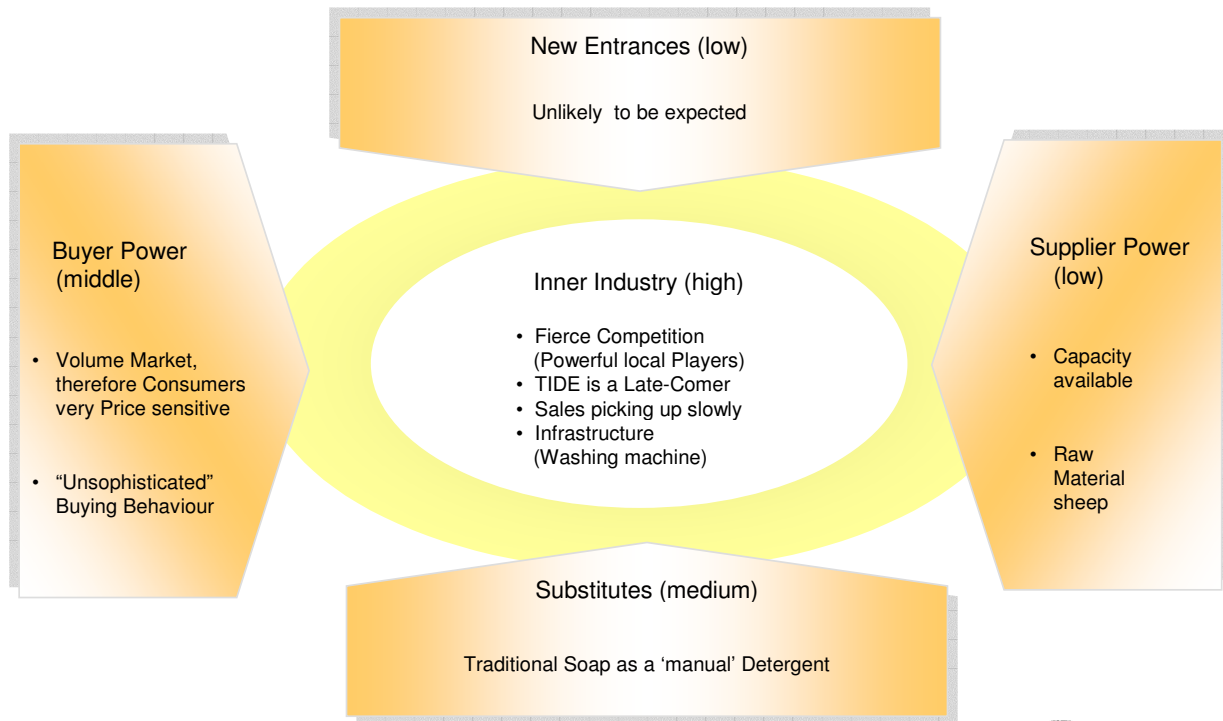 New Entrances (low)
Unlikely to be expected
Buyer Power
(middle)
• Volume Market,
therefore Consumers
very Price sensitive
• “Unsophisticated”
Buying Behaviour
Inner Industry (high)
• Fierce Competition
(Powerful local Players)
• TIDE is a Late-Comer
• Sales picking up slowly
• Infrastructure
(Washing machine)
Supplier Power
(low)
• Capacity
available
• Raw
Material
sheep
Substitutes (medium)
Traditional Soap as a ‘manual’ Detergent